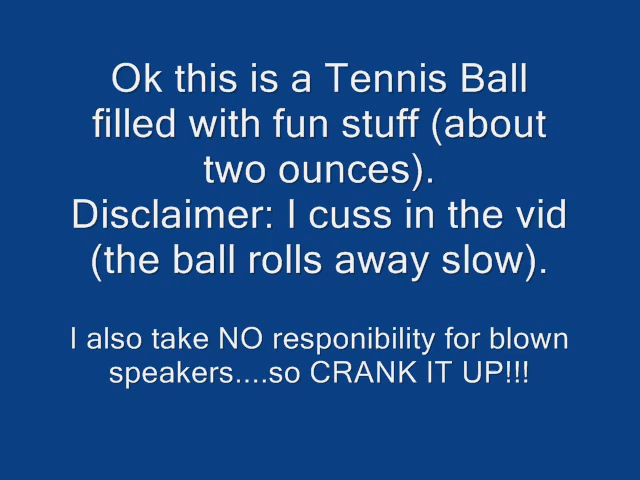 Ok this is a Tennis Ball
filled with fun stuff (about
two ounces).
Disclaimer: I cuss in the vid
(the ball rolls away slow).
I also take NO responibility for blown
speakers....so CRANK IT UP!!!